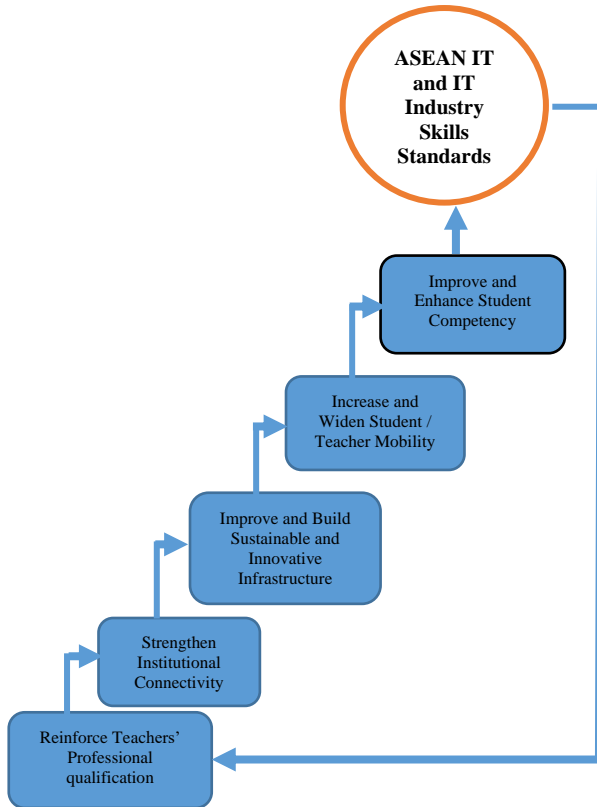 ASEAN IT
and IT
Industry
Skills
Standards
Improve and
Enhance Student
Competency
Increase and
Widen Student /
Teacher Mobility
Improve and Build
Sustainable and
Innovative
Infrastructure
Strengthen
Institutional
Connectivity
Reinforce Teachers’
Professional
qualification